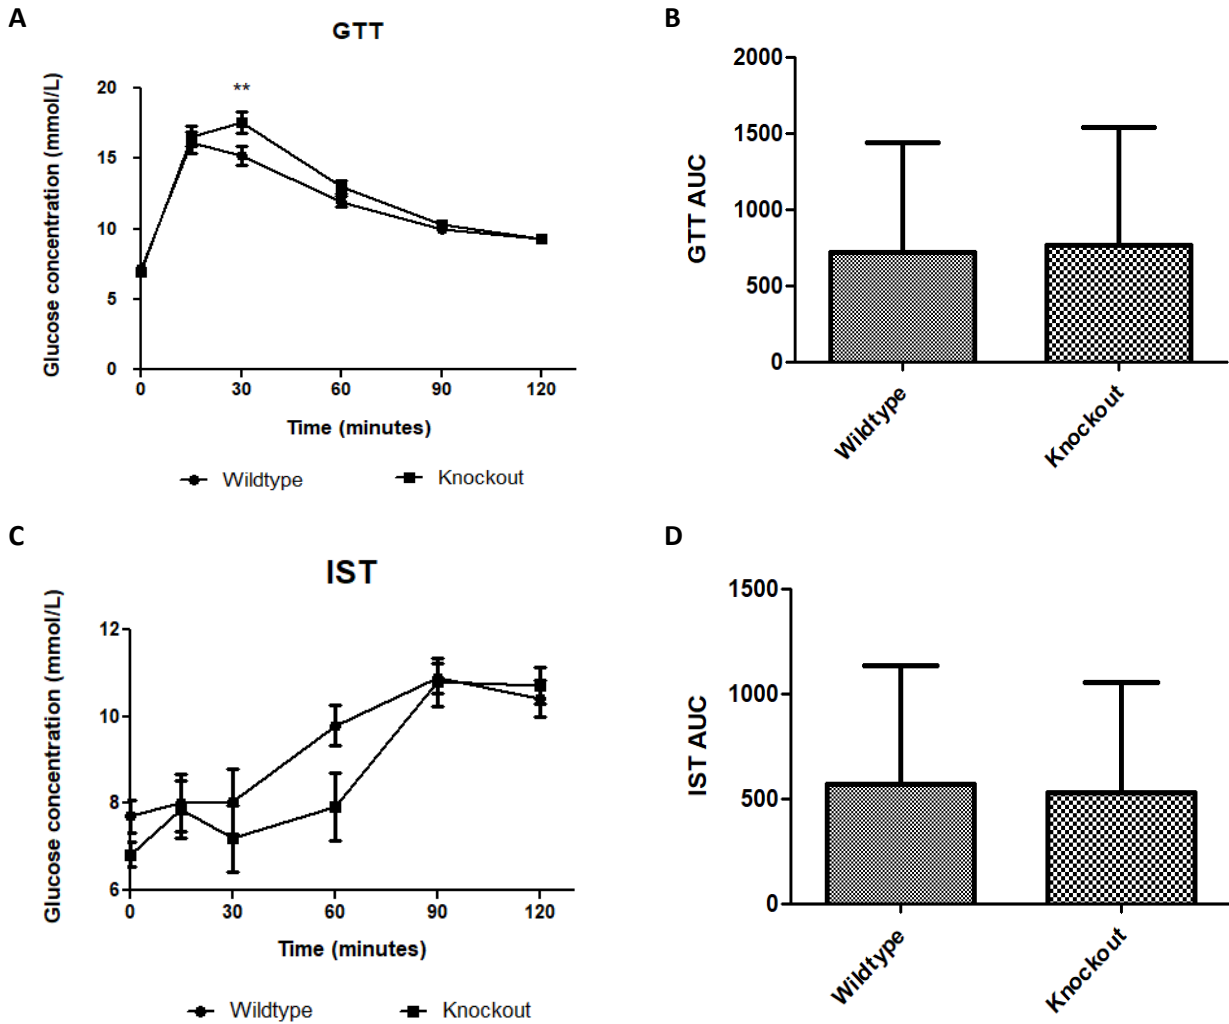 A
GTT
Glucose concentration (mmol/L)
20
15
10
5
0
**
0 30 60 90 120
Time (minutes)
Wildtype Knockout
B
GTT AUC
2000
1500
1000
500
0
Wildtype
Knockout
C
IST
Glucose concentration (mmol/L)
12
10
8
6
0 30 60 90 120
Time (minutes)
Wildtype Knockout
D
IST AUC
1500
1000
500
0
Wildtype
Knockout